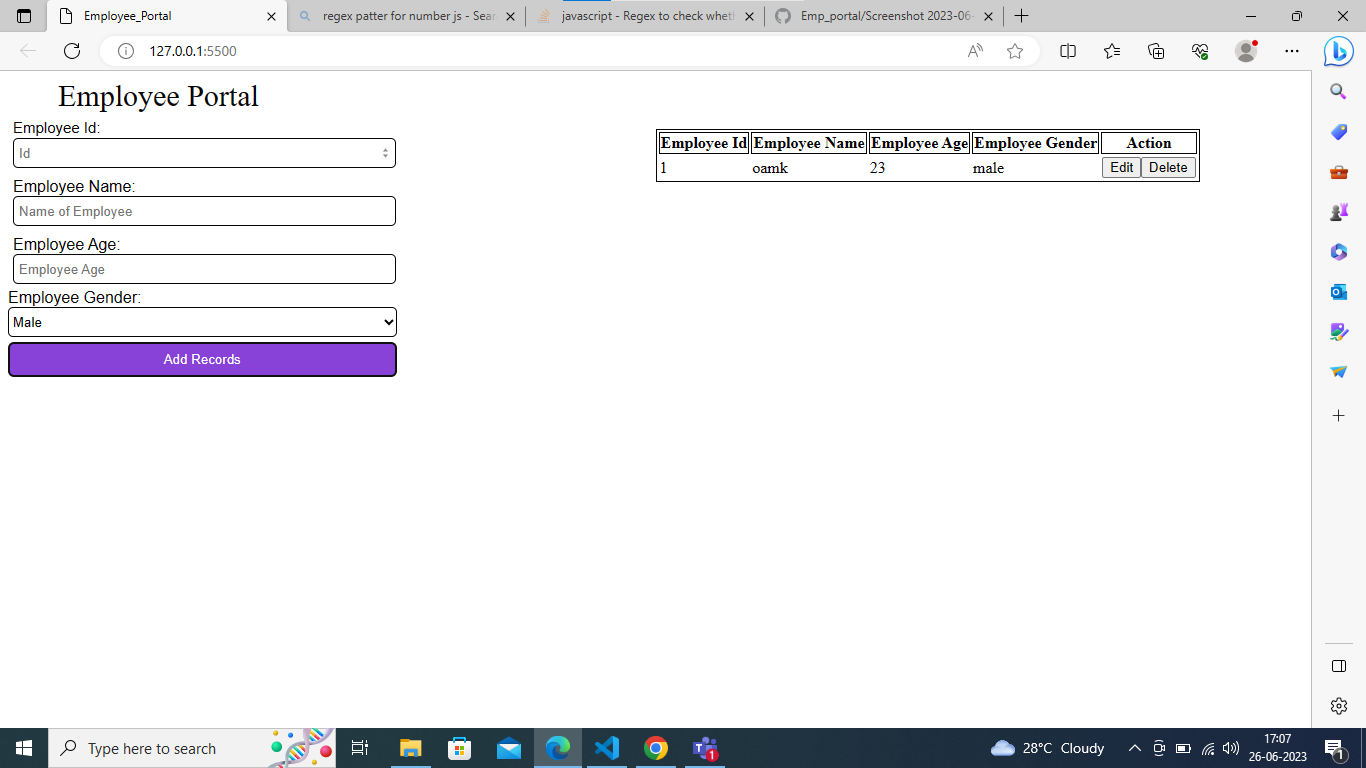 Employee_Portal
regex patter for number js - Sear
javascript - Regex to check wheth
Emp_portal/Screenshot 2023-06-
127.0.0.1:5500
Employee Portal
Employee Id:
Id
Employee Name:
Name of Employee
Employee Age:
Employee Age
Employee Gender:
Male
Add Records
Employee Id Employee Name Employee Age Employee Gender Action
1 oamk 23 male Edit Delete
Type here to search
1
28°C Cloudy
17:07
26-06-2023
1